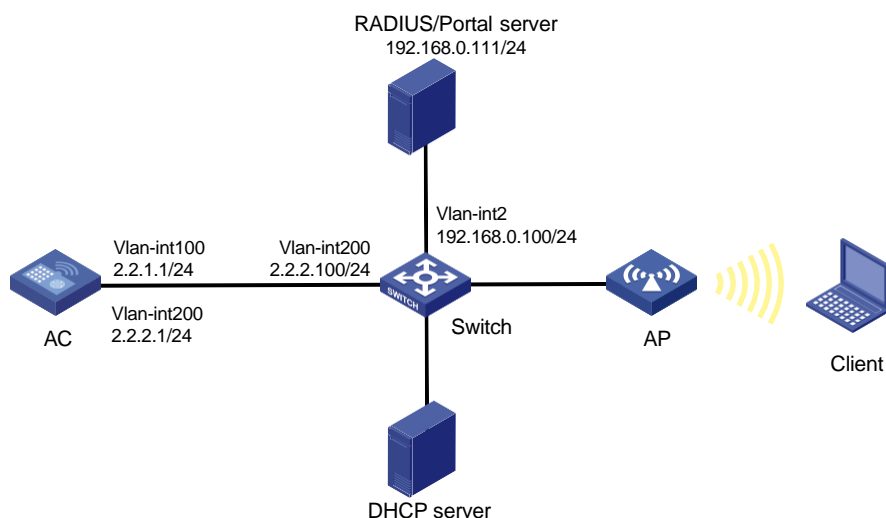 RADIUS/Portal server
192.168.0.111/24
Vlan-int2
192.168.0.100/24
Vlan-int100
2.2.1.1/24
Vlan-int200
2.2.2.100/24
Vlan-int200
2.2.2.1/24
AC
SWITCH
Switch
AP
Client
DHCP server